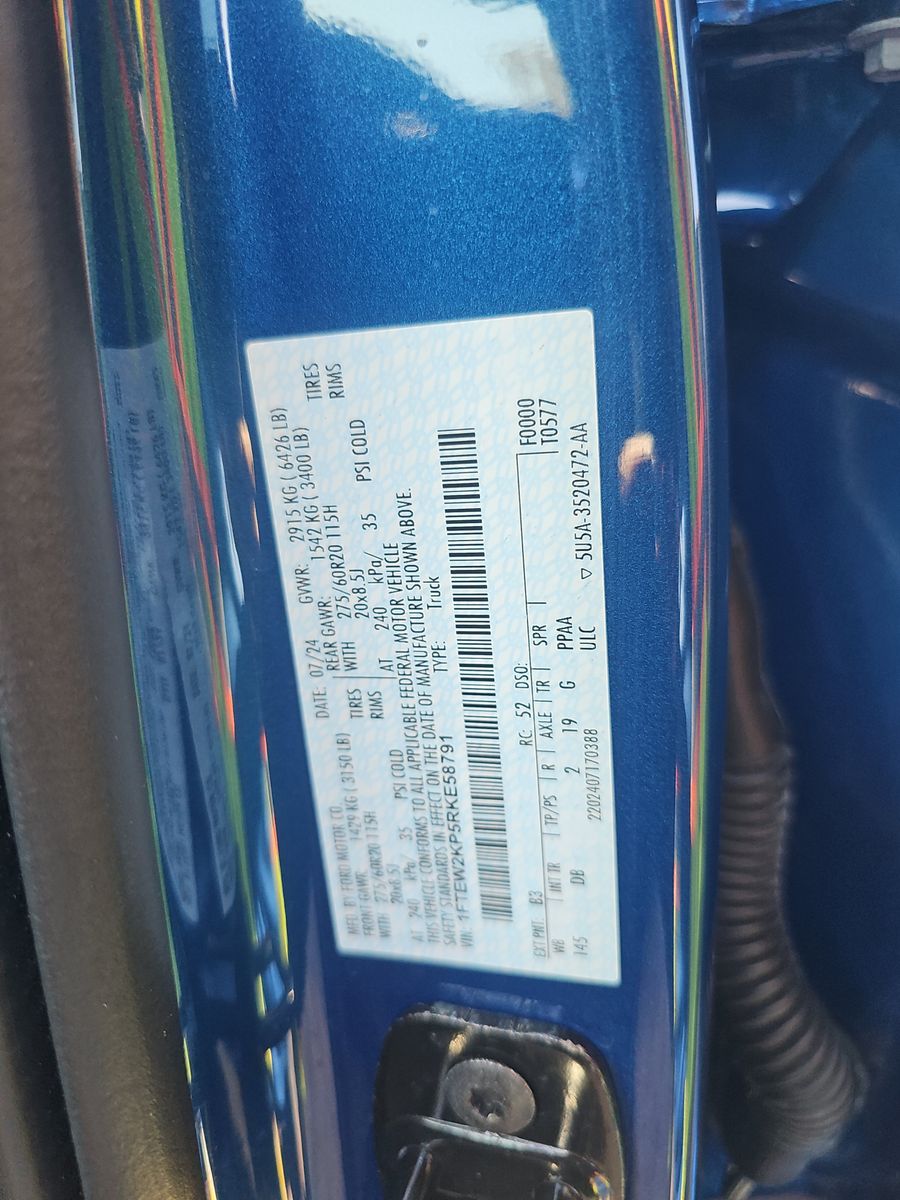 MFD. BY FORD MOTOR CO.
DATE: 07/24 GVWR: 2915 KG ( 6426 LB)
FRONT GAWR: 1429 KG ( 3150 LB) REAR GAWR: 1542 KG ( 3400 LB)
WITH 275/60R20 115H TIRES WITH 275/60R20 115H TIRES
20x8.5J RIMS 20x8.5J RIMS
AT 240 kPa/ 35 PSI COLD AT 240 kPa/ 35 PSI COLD
THIS VEHICLE CONFORMS TO ALL APPLICABLE FEDERAL MOTOR VEHICLE
SAFETY STANDARDS IN EFFECT ON THE DATE OF MANUFACTURE SHOWN ABOVE.
VIN: 1FTEW2KP5RKE58791 TYPE: Truck
F0000
EXT PNT: B3 RC: 52 DSO: T0577
WB INT TR TP/PS R AXLE TR SPR
145 DB 2 19 G PPAA
2202407170388 ULC ▽ 5U5A-3520472-AA